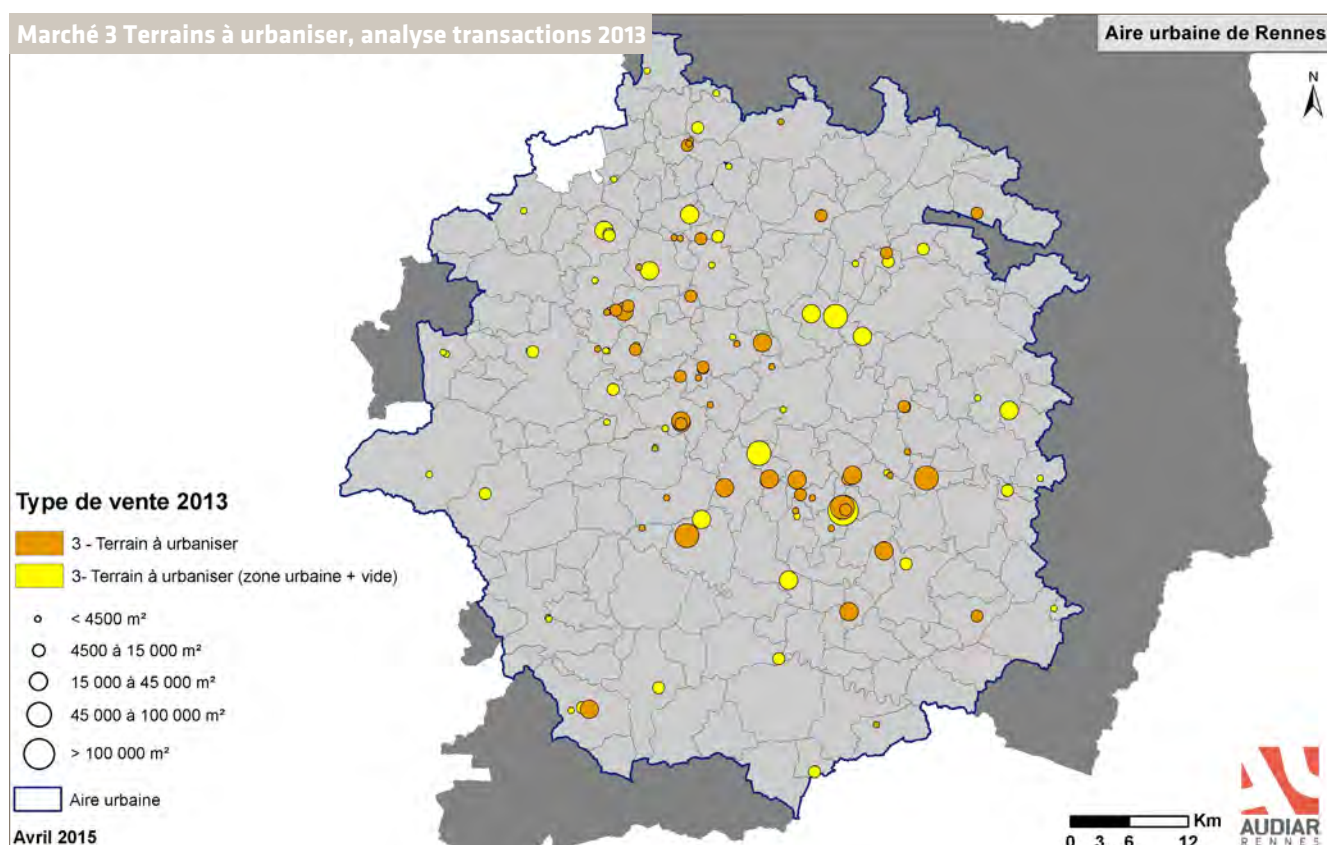 Marché 3 Terrains à urbaniser, analyse transactions 2013
Aire urbaine de Rennes
N
Type de vente 2013
3 - Terrain à urbaniser
3- Terrain à urbaniser (zone urbaine + vide)
< 4500 m²
4500 à 15 000 m²
15 000 à 45 000 m²
45 000 à 100 000 m²
> 100 000 m²
Aire urbaine
Avril 2015
Km
0 3 6 12
AUDIAR
RENNES